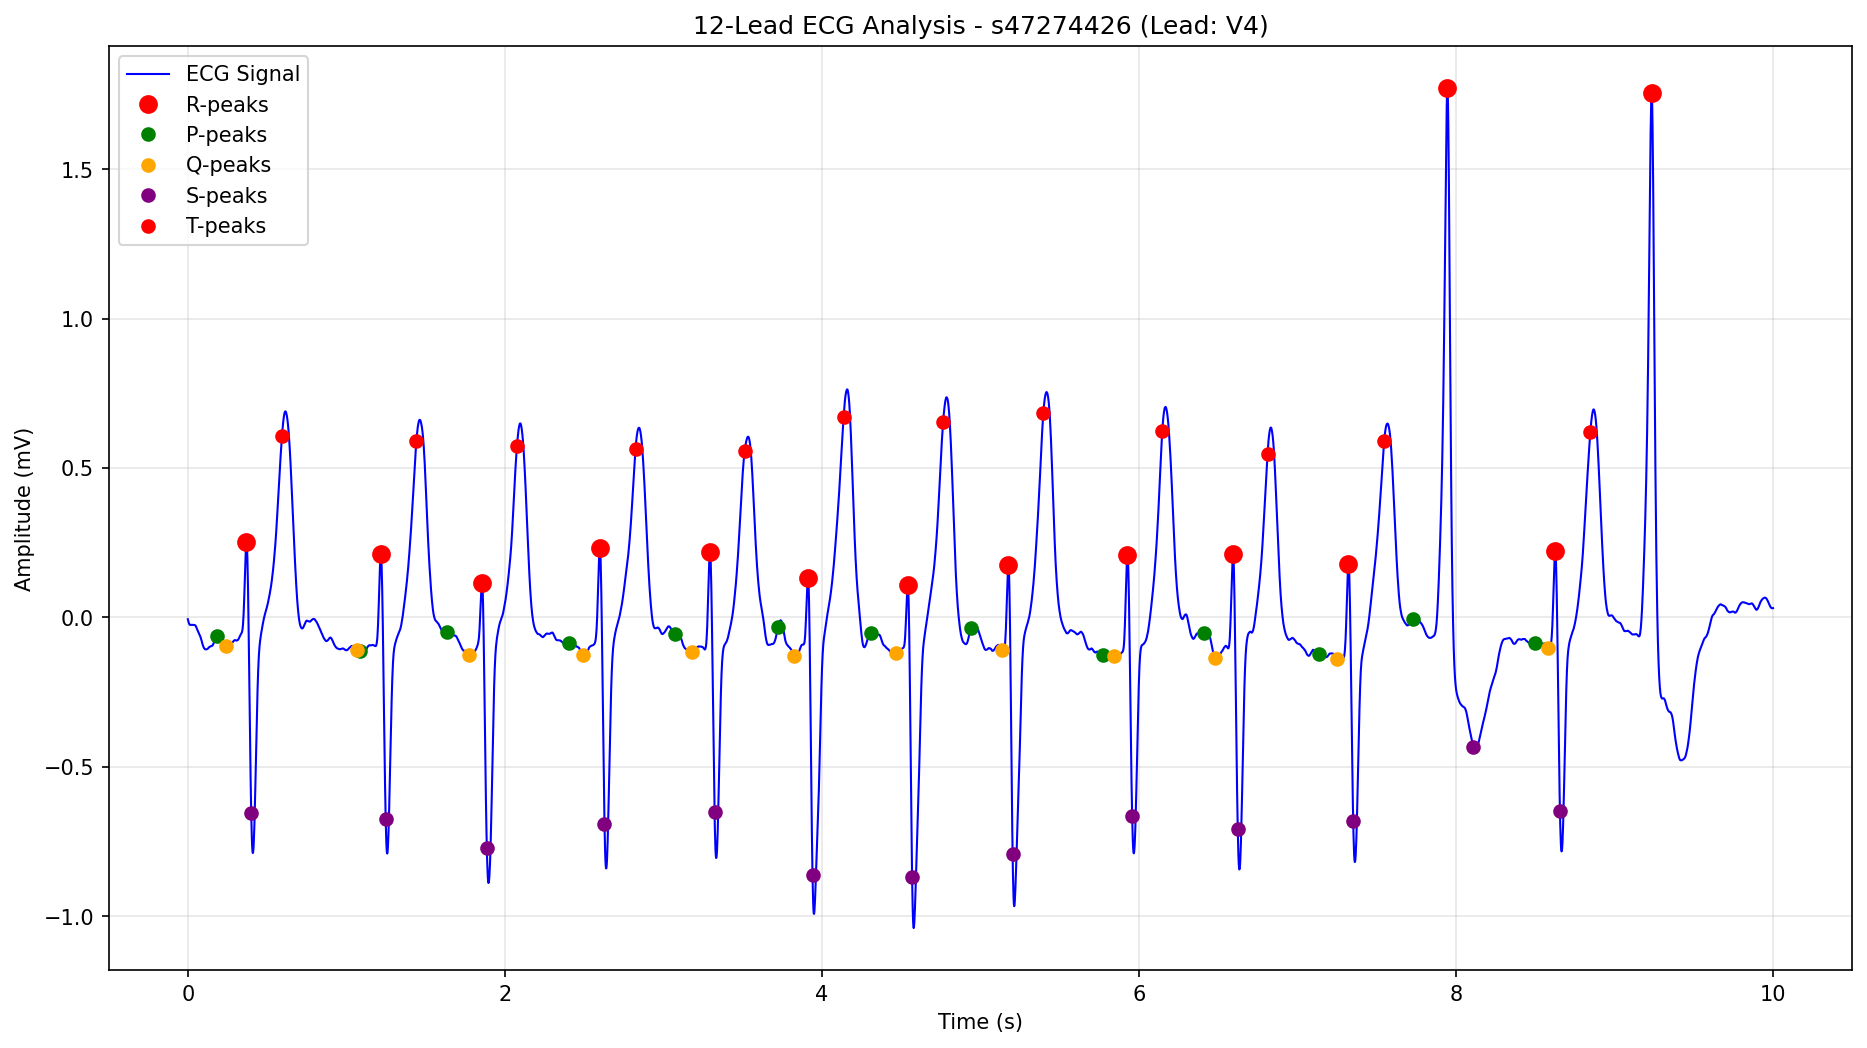 12-Lead ECG Analysis - s47274426 (Lead: V4)
ECG Signal
R-peaks
P-peaks
Q-peaks
S-peaks
T-peaks
Amplitude (mV)
1.5
1.0
0.5
0.0
−0.5
−1.0
0 2 4 6 8 10
Time (s)